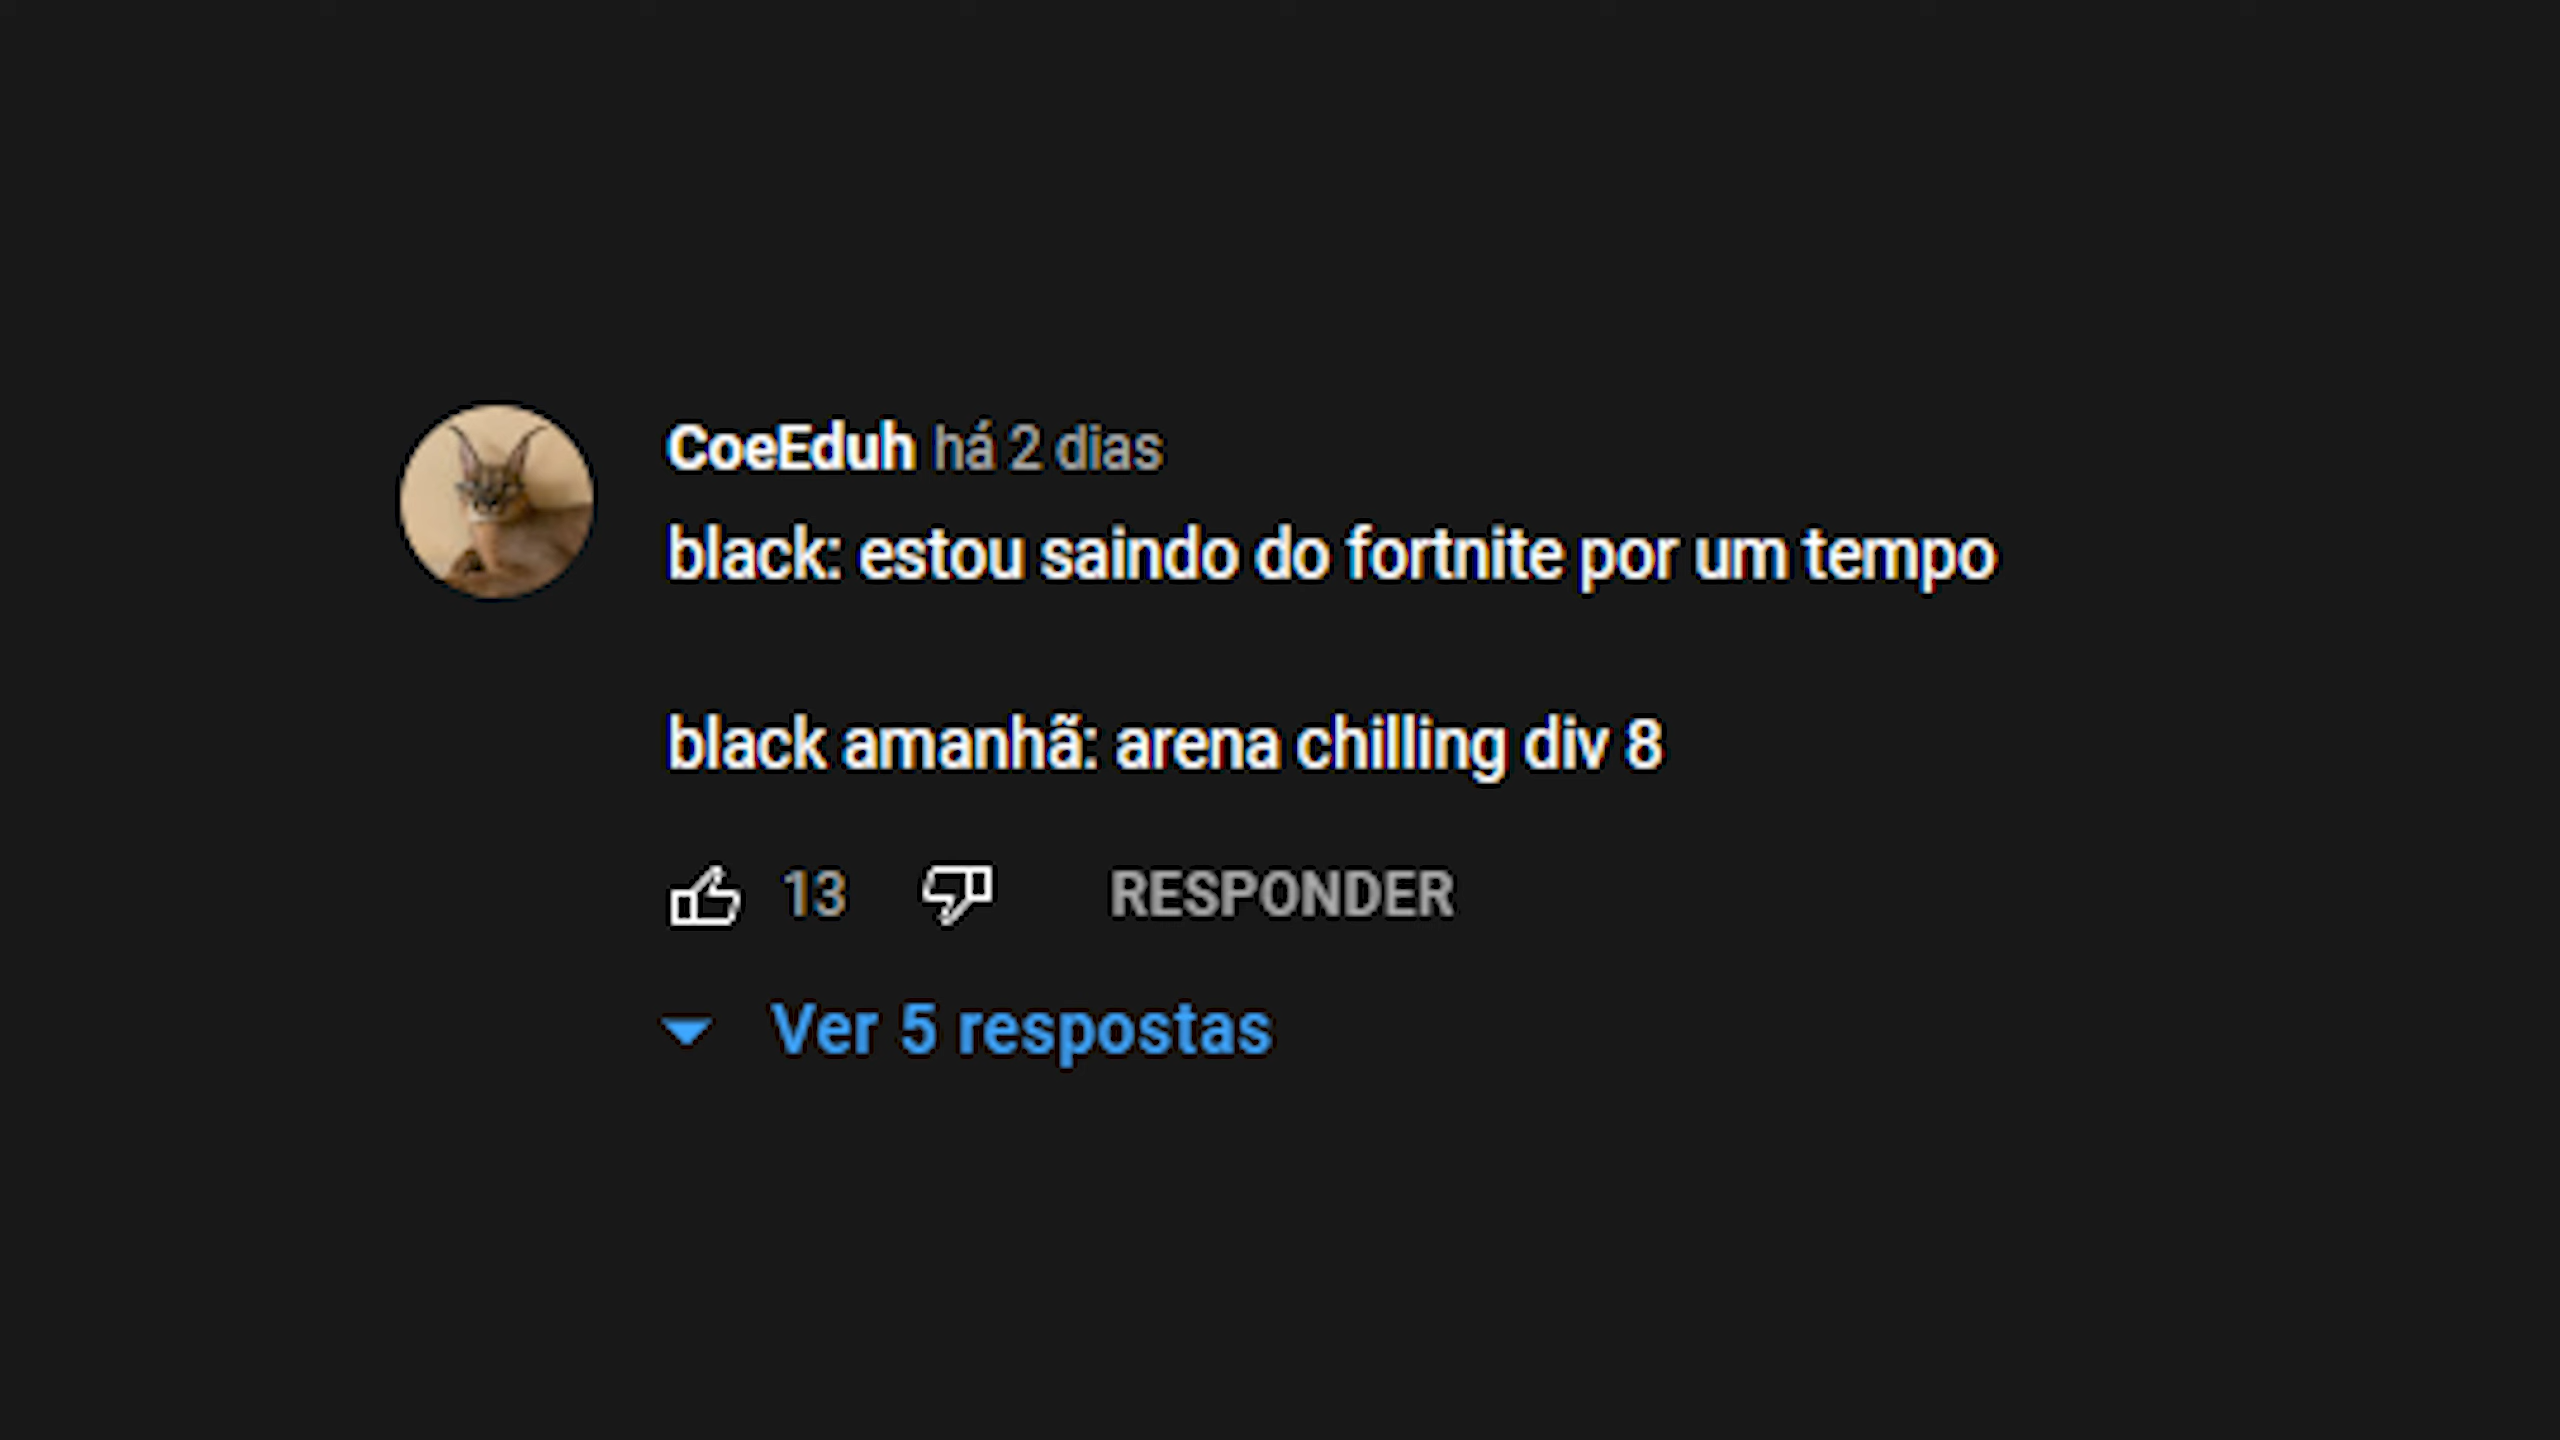 CoeEduh há 2 dias
black: estou saindo do fortnite por um tempo
black amanhã: arena chilling div 8
13 RESPONDER
Ver 5 respostas